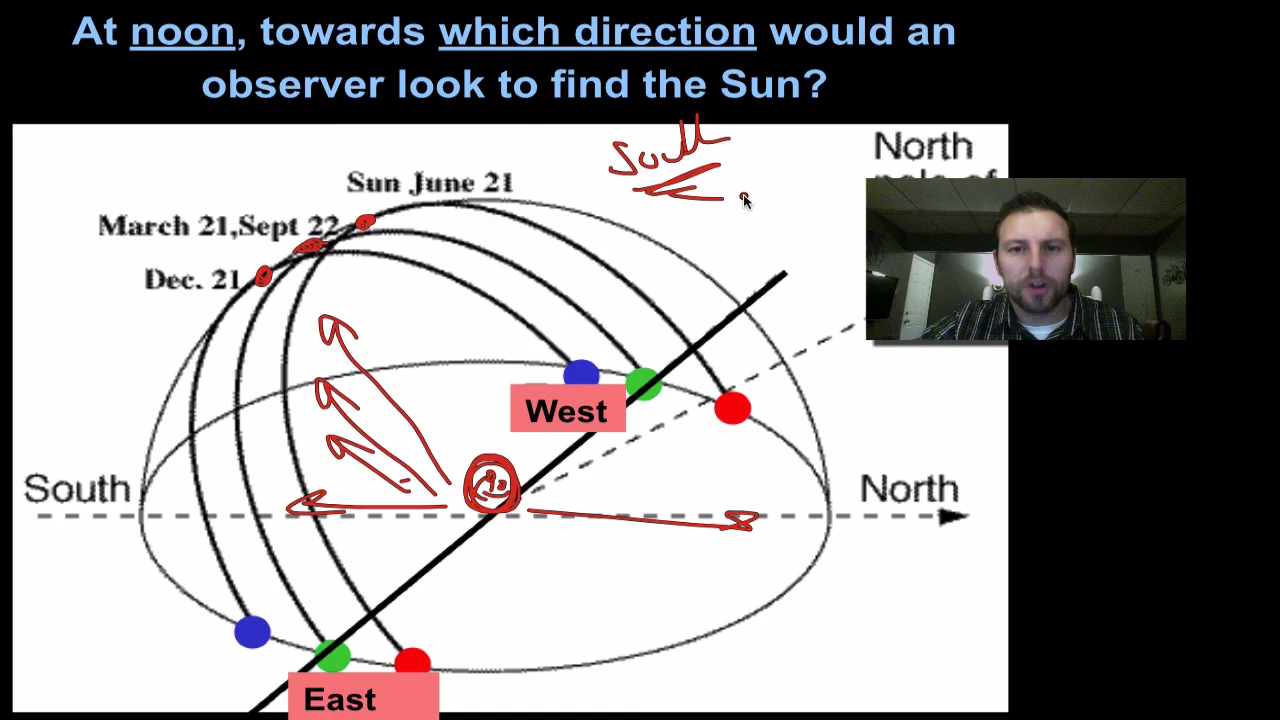 At noon, towards which direction would an
observer look to find the Sun?
South
North
Sun June 21
March 21,Sept 22
Dec. 21
West
South
North
East